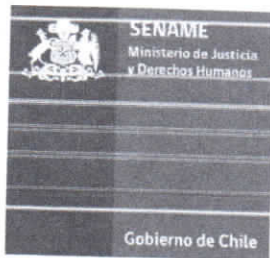 SENAME
Ministerio de Justicia
y Derechos Humanos
Gobierno de Chile